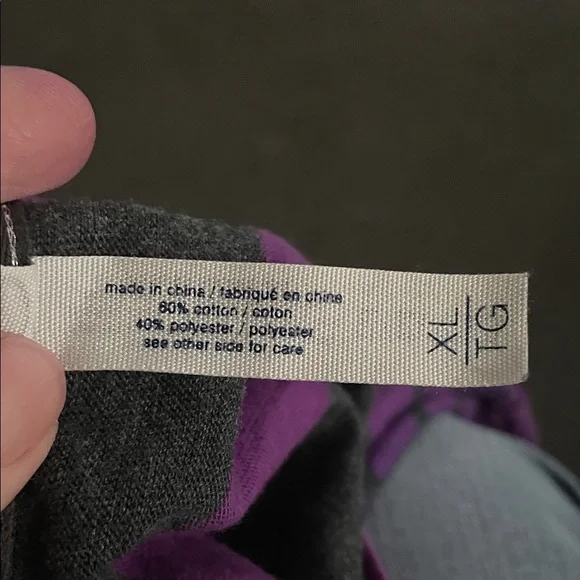 made in china / fabriqué en chine
60% cotton / coton
40% polyester / polyester
see other side for care
XL
TG